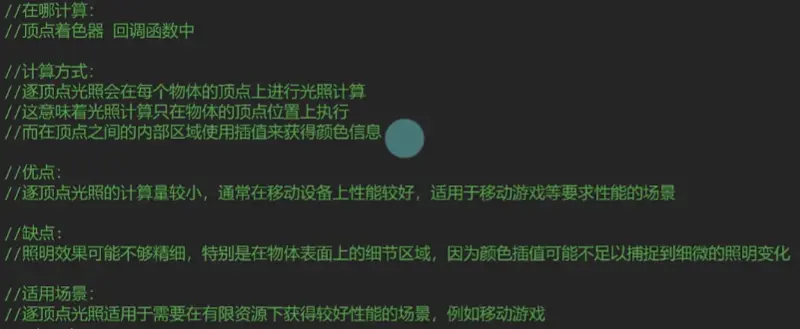 //在哪计算：
//顶点着色器 回调函数中
//计算方式：
//逐顶点光照会在每个物体的顶点上进行光照计算
//这意味着光照计算只在物体的顶点位置上执行
//而在顶点之间的内部区域使用插值来获得颜色信息
//优点：
//逐顶点光照的计算量较小，通常在移动设备上性能较好，适用于移动游戏等要求性能的场景
//缺点：
//照明效果可能不够精细，特别是在物体表面上的细节区域，因为颜色插值可能不足以捕捉到细微的照明变化
//适用场景：
//逐顶点光照适用于需要在有限资源下获得较好性能的场景，例如移动游戏